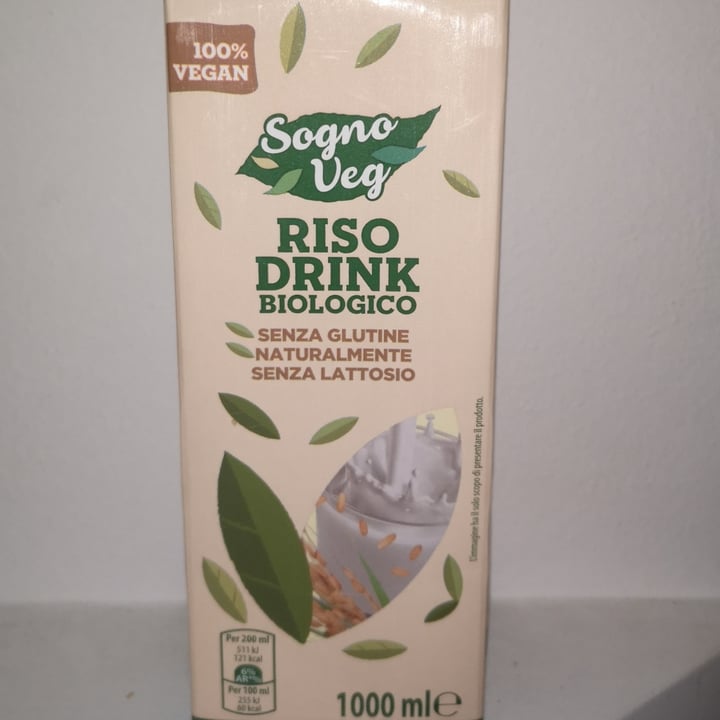 100%
VEGAN
Sogno
Veg
RISO
DRINK
BIOLOGICO
SENZA GLUTINE
NATURALMENTE
SENZA LATTOSIO
L'immagine ha il solo scopo di presentare il prodotto.
Per 200 ml
511 kJ
121 kcal
6%
AR*
Per 100 ml
255 kJ
60 kcal
1000 ml℮